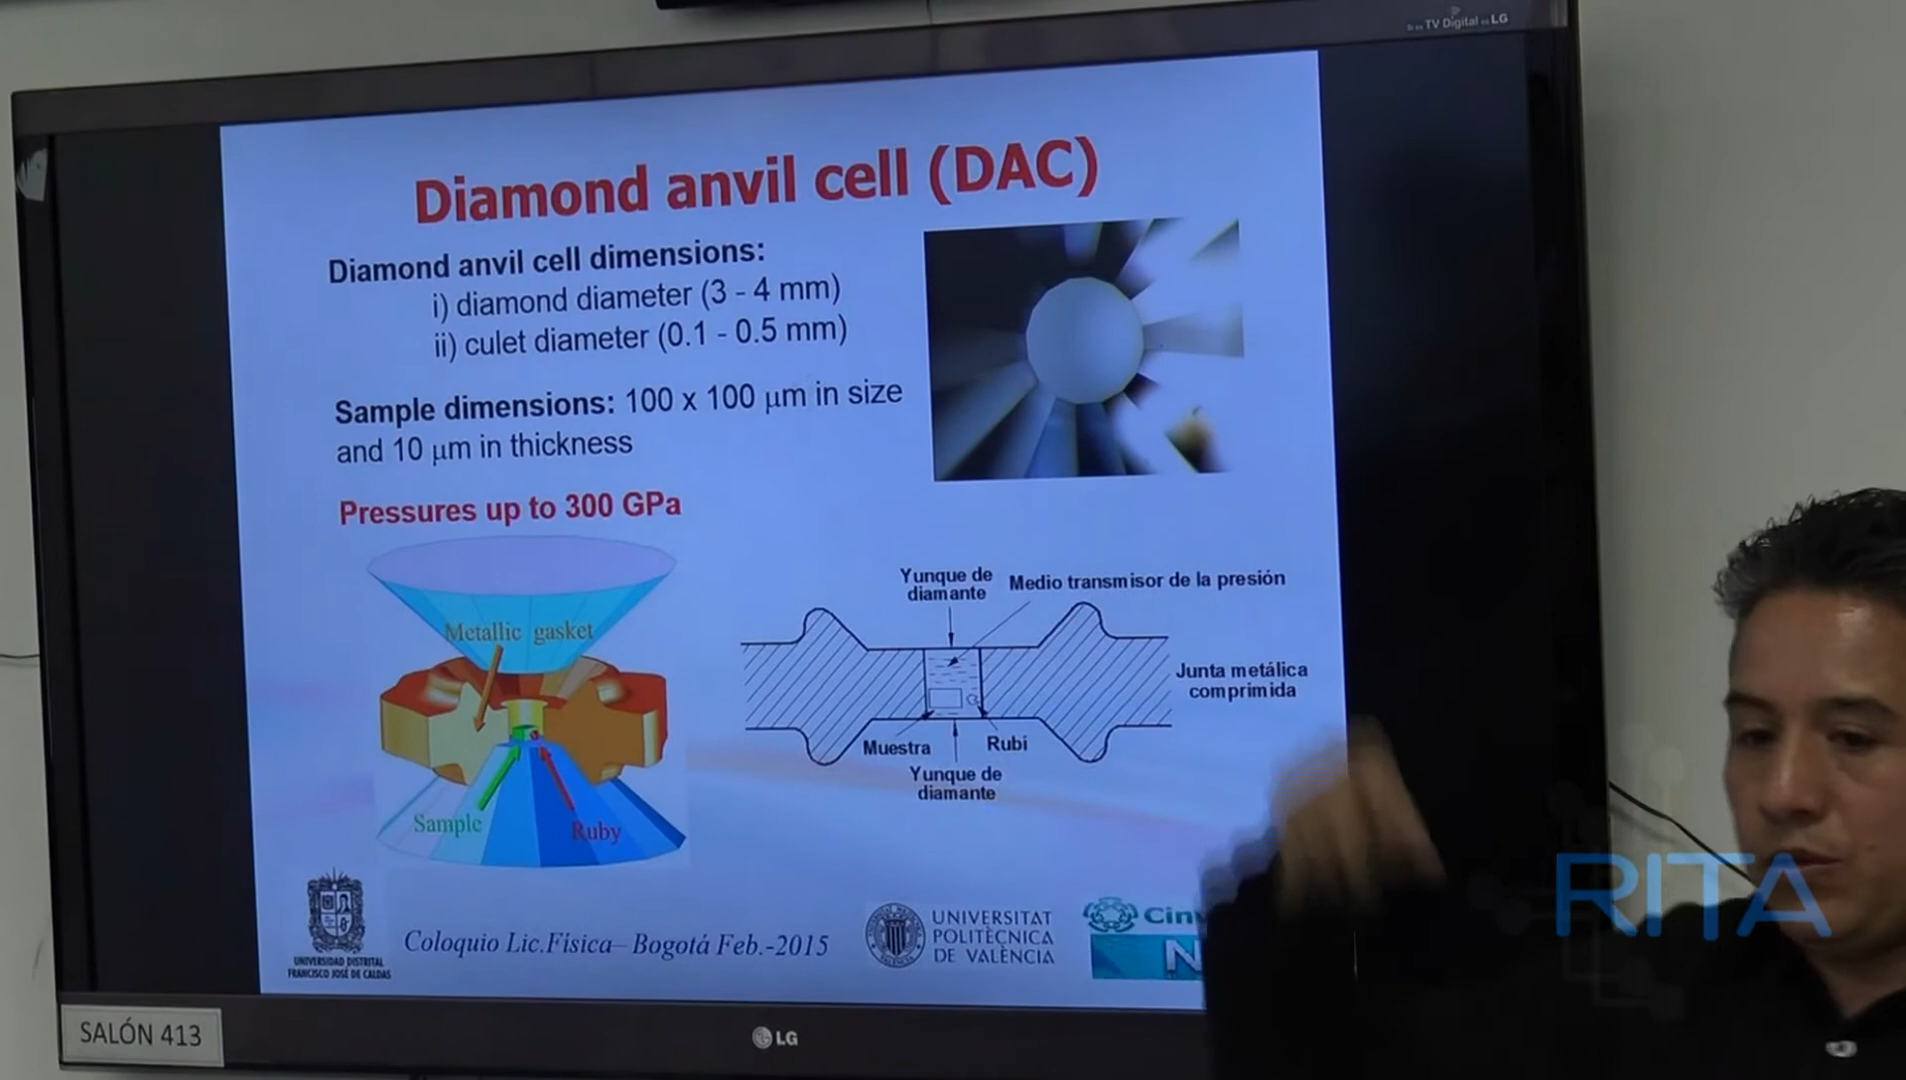 TV Digital LG
Diamond anvil cell (DAC)
Diamond anvil cell dimensions:
i) diamond diameter (3 - 4 mm)
ii) culet diameter (0.1 - 0.5 mm)
Sample dimensions: 100 x 100 μm in size
and 10 μm in thickness
Pressures up to 300 GPa
Metallic gasket
Sample
Ruby
Yunque de
diamante
Medio transmisor de la presión
Junta metálica
comprimida
Muestra
Rubí
Yunque de
diamante
UNIVERSIDAD DISTRITAL
FRANCISCO JOSÉ DE CALDAS
Coloquio Lic.Física– Bogotá Feb.-2015
UNIVERSITAT
POLITÈCNICA
DE VALÈNCIA
Cinv
N
RITA
SALÓN 413
LG